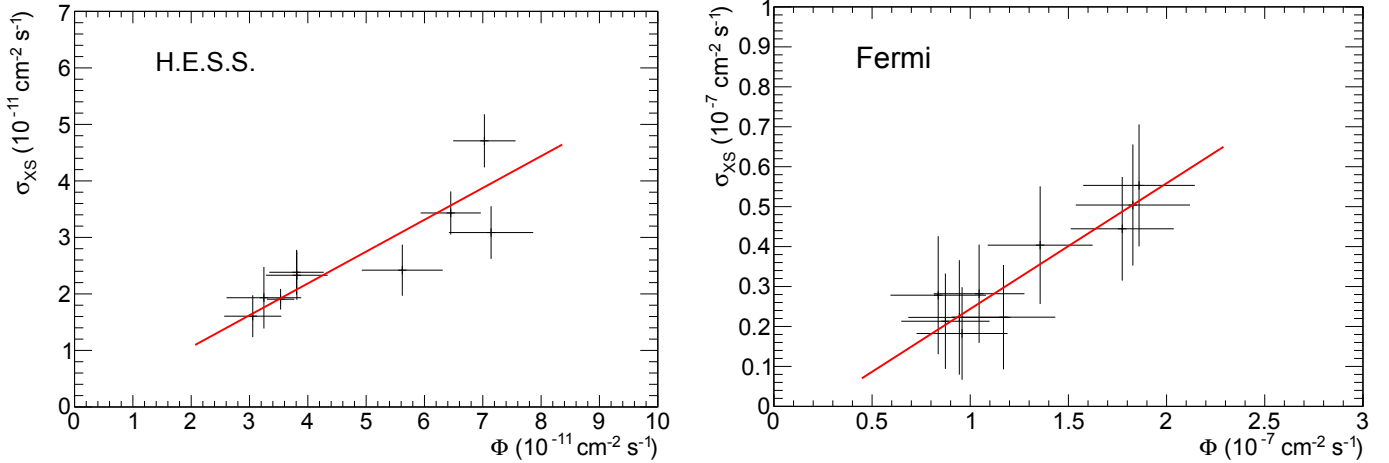 H.E.S.S.
σXS (10^-11 cm^-2 s^-1)
7
6
5
4
3
2
1
0
0 1 2 3 4 5 6 7 8 9 10
Φ (10^-11 cm^-2 s^-1)
Fermi
σXS (10^-7 cm^-2 s^-1)
1
0.9
0.8
0.7
0.6
0.5
0.4
0.3
0.2
0.1
0
0 0.5 1 1.5 2 2.5 3
Φ (10^-7 cm^-2 s^-1)